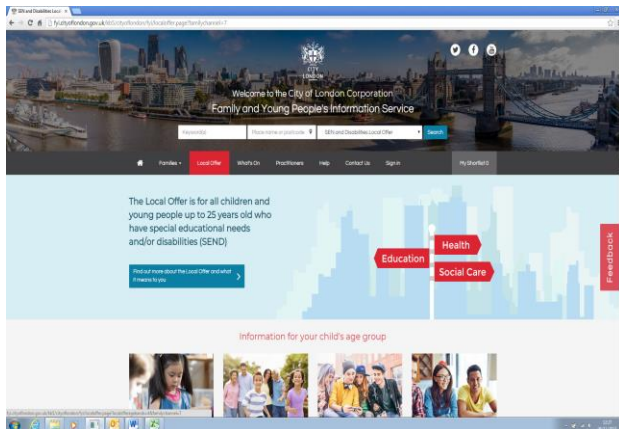 SEN and Disabilities Local
fyi.cityoflondon.gov.uk/kb5/cityoflondon/fyi/localoffer.page?familychannel=7
CITY
LONDON
Welcome to the City of London Corporation
Family and Young People's Information Service
Keyword(s)
Place name or postcode
SEN and Disabilities Local Offer
Search
Families
Local Offer
What's On
Practitioners
Help
Contact Us
Sign in
My Shortlist 0
The Local Offer is for all children and
young people up to 25 years old who
have special educational needs
and/or disabilities (SEND)
Find out more about the Local Offer and what
it means to you
Health
Education
Social Care
Feedback
Information for your child's age group